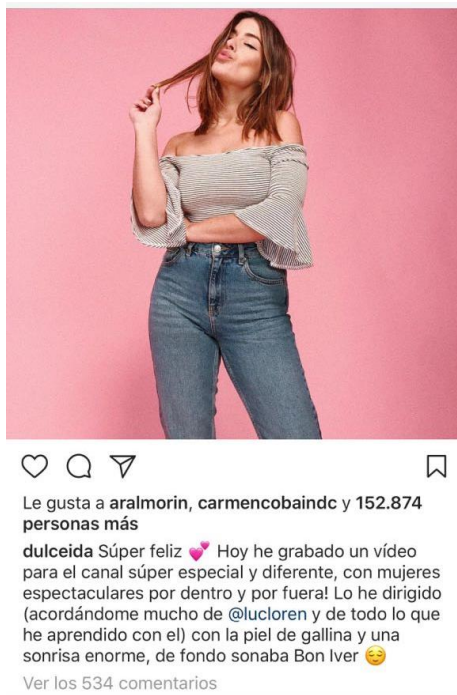 Le gusta a aralmorin, carmencobaindc y 152.874
personas más
dulceida Súper feliz 💕 Hoy he grabado un vídeo
para el canal súper especial y diferente, con mujeres
espectaculares por dentro y por fuera! Lo he dirigido
(acordándome mucho de @lucloren y de todo lo que
he aprendido con el) con la piel de gallina y una
sonrisa enorme, de fondo sonaba Bon Iver 😌
Ver los 534 comentarios